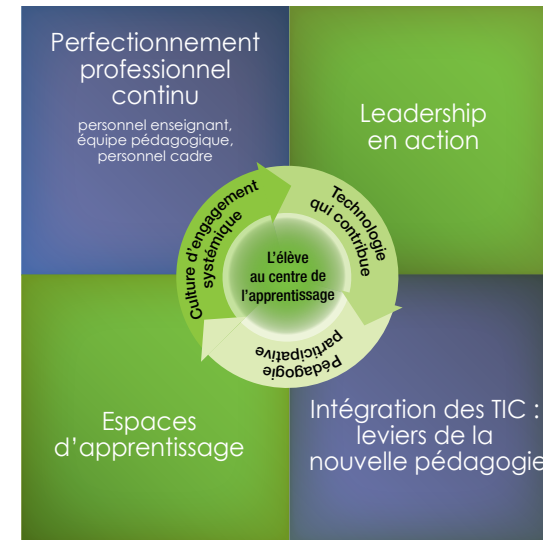 Perfectionnement
professionnel
continu
personnel enseignant,
équipe pédagogique,
personnel cadre
Leadership
en action
Culture d'engagement
systémique
Technologie
qui contribue
L'élève
au centre de
l'apprentissage
Pédagogie
participative
Espaces
d'apprentissage
Intégration des TIC :
leviers de la
nouvelle pédagogie